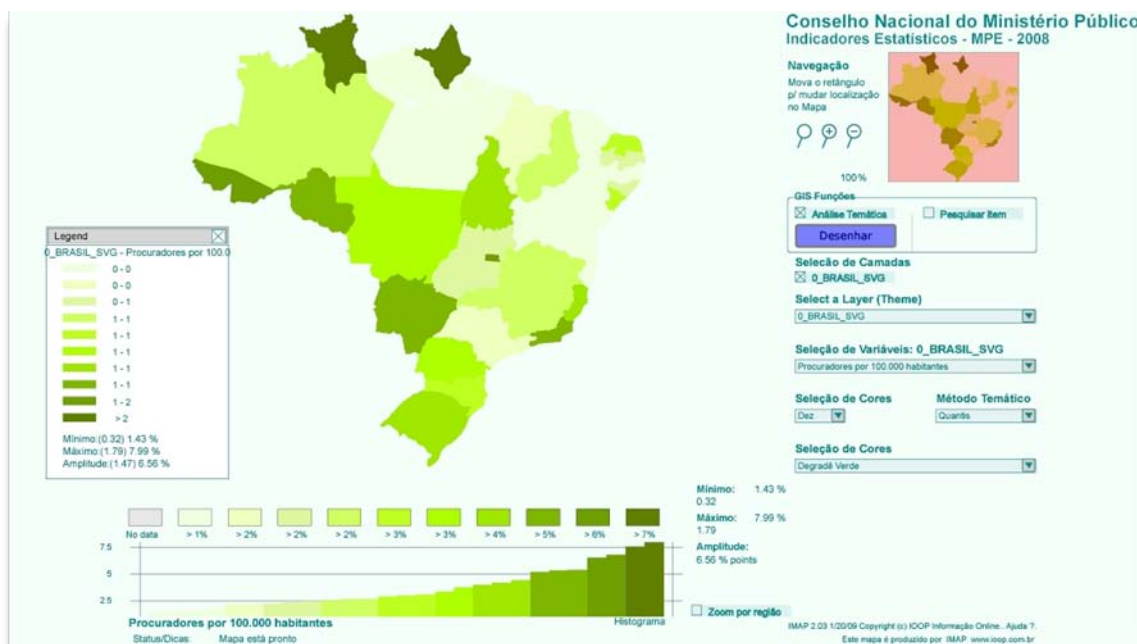 Conselho Nacional do Ministério Público
Indicadores Estatísticos - MPE - 2008
Navegação
Mova o retângulo
p/ mudar localização
no Mapa
100%
GIS Funções
Análise Temática
Pesquisar Item
Desenhar
Seleção de Camadas
0_BRASIL_SVG
Select a Layer (Theme)
0_BRASIL_SVG
Seleção de Variáveis: 0_BRASIL_SVG
Procuradores por 100.000 habitantes
Seleção de Cores
Método Temático
Dez
Quantis
Seleção de Cores
Degradê Verde
Legend
0_BRASIL_SVG - Procuradores por 100.0
0 - 0
0 - 0
0 - 1
1 - 1
1 - 1
1 - 1
1 - 1
1 - 1
1 - 2
> 2
Mínimo:(0.32) 1.43 %
Máximo:(1.79) 7.99 %
Amplitude:(1.47) 6.56 %
No data
> 1%
> 2%
> 2%
> 2%
> 3%
> 3%
> 4%
> 5%
> 6%
> 7%
7.5
5
2.5
Mínimo: 1.43 %
0.32
Máximo: 7.99 %
1.79
Amplitude:
6.56 % points
Zoom por região
Procuradores por 100.000 habitantes
Histograma
Status/Dicas: Mapa está pronto
IMAP 2.03 1/20/09 Copyright (c) IOOP Informação Online.. Ajuda ?.
Este mapa é produzido por IMAP www.ioop.com.br